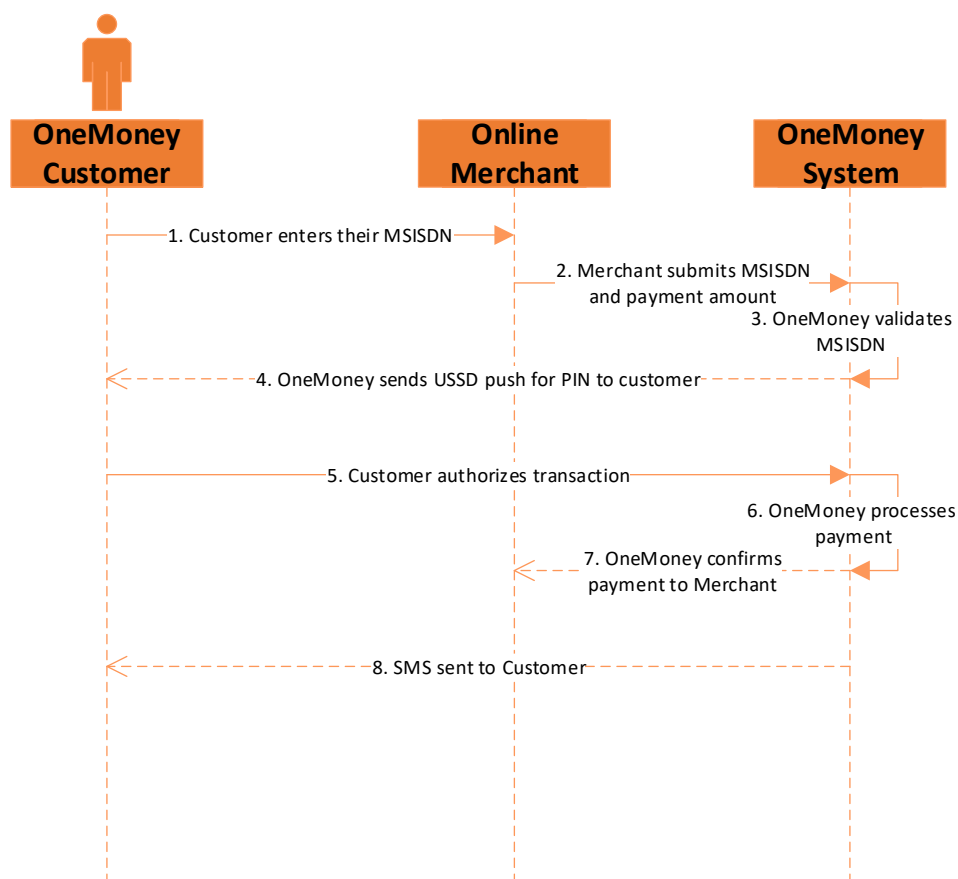 OneMoney
Customer
Online
Merchant
OneMoney
System
1. Customer enters their MSISDN
2. Merchant submits MSISDN
and payment amount
3. OneMoney validates
MSISDN
4. OneMoney sends USSD push for PIN to customer
5. Customer authorizes transaction
6. OneMoney processes
payment
7. OneMoney confirms
payment to Merchant
8. SMS sent to Customer